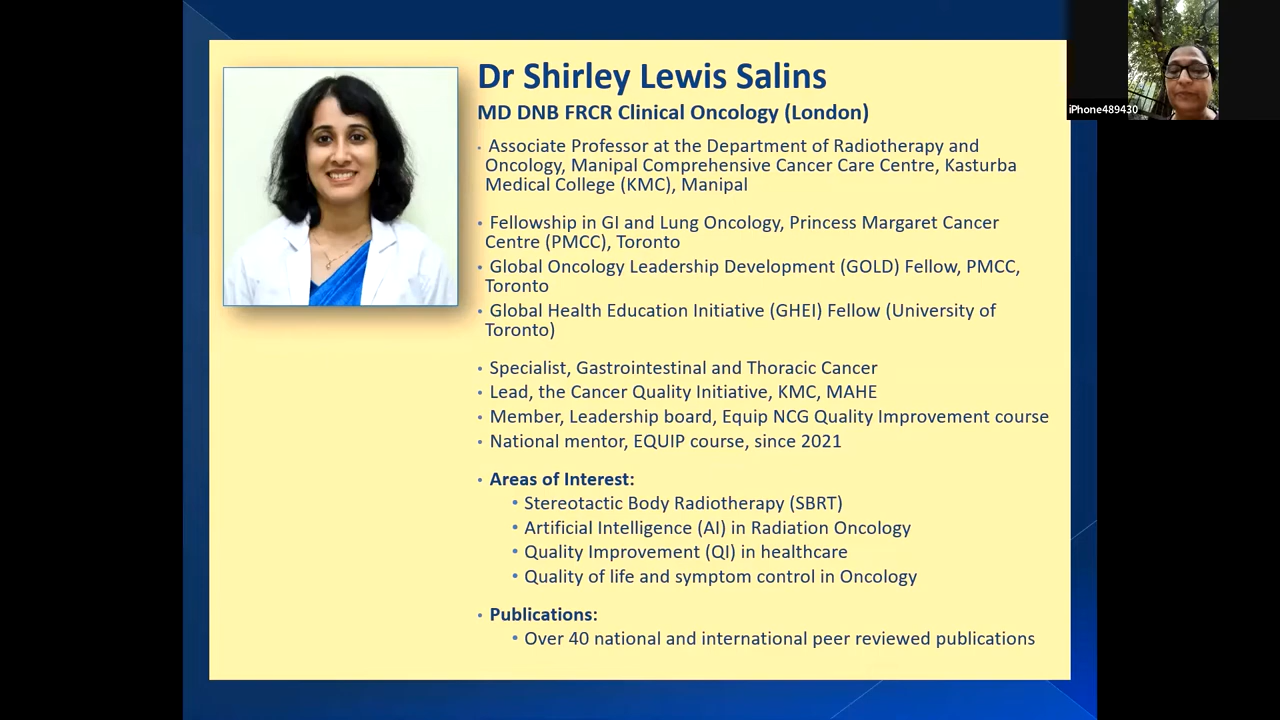 Dr Shirley Lewis Salins
MD DNB FRCR Clinical Oncology (London)
• Associate Professor at the Department of Radiotherapy and
Oncology, Manipal Comprehensive Cancer Care Centre, Kasturba
Medical College (KMC), Manipal
• Fellowship in GI and Lung Oncology, Princess Margaret Cancer
Centre (PMCC), Toronto
• Global Oncology Leadership Development (GOLD) Fellow, PMCC,
Toronto
• Global Health Education Initiative (GHEI) Fellow (University of
Toronto)
• Specialist, Gastrointestinal and Thoracic Cancer
• Lead, the Cancer Quality Initiative, KMC, MAHE
• Member, Leadership board, Equip NCG Quality Improvement course
• National mentor, EQUIP course, since 2021
• Areas of Interest:
• Stereotactic Body Radiotherapy (SBRT)
• Artificial Intelligence (AI) in Radiation Oncology
• Quality Improvement (QI) in healthcare
• Quality of life and symptom control in Oncology
• Publications:
• Over 40 national and international peer reviewed publications
iPhone489430